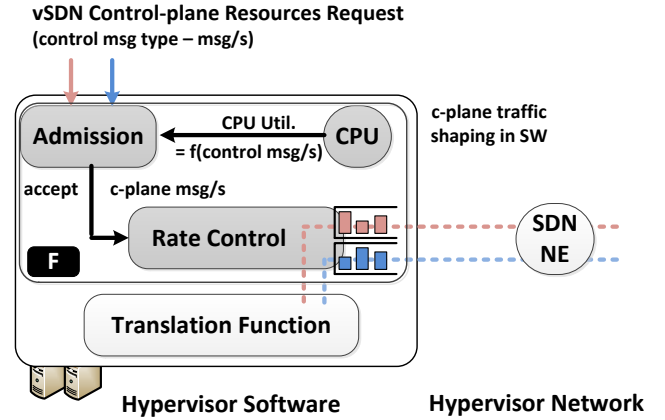 vSDN Control-plane Resources Request
(control msg type – msg/s)
Admission
CPU Util.
= f(control msg/s)
CPU
c-plane traffic
shaping in SW
accept
c-plane msg/s
Rate Control
SDN
NE
F
Translation Function
Hypervisor Software
Hypervisor Network